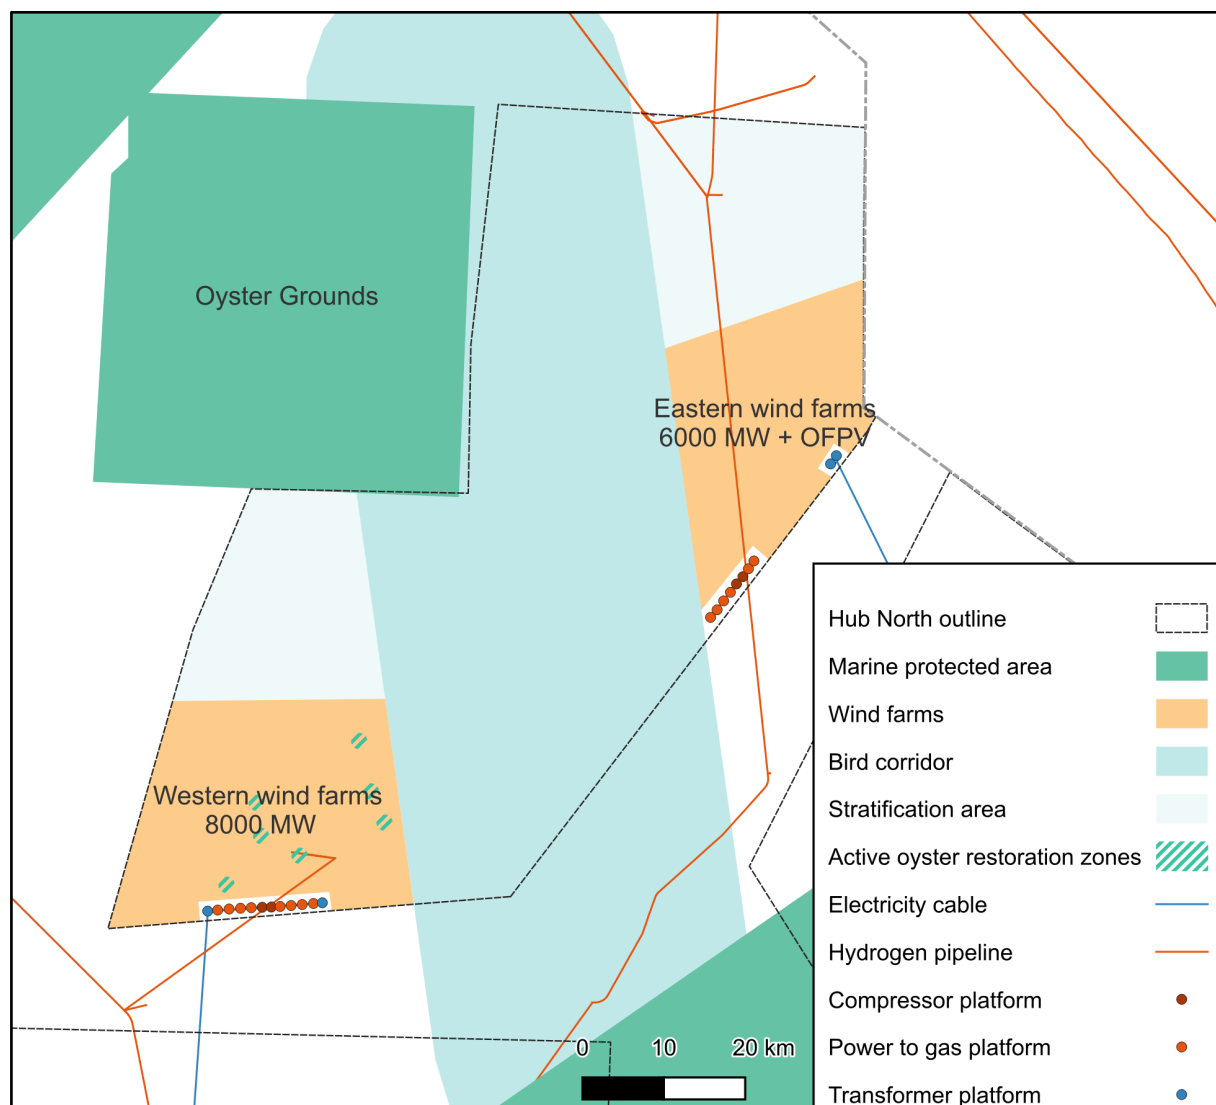 Oyster Grounds
Eastern wind farms
6000 MW + OFPV
Western wind farms
8000 MW
0 10 20 km
Hub North outline
Marine protected area
Wind farms
Bird corridor
Stratification area
Active oyster restoration zones
Electricity cable
Hydrogen pipeline
Compressor platform
Power to gas platform
Transformer platform